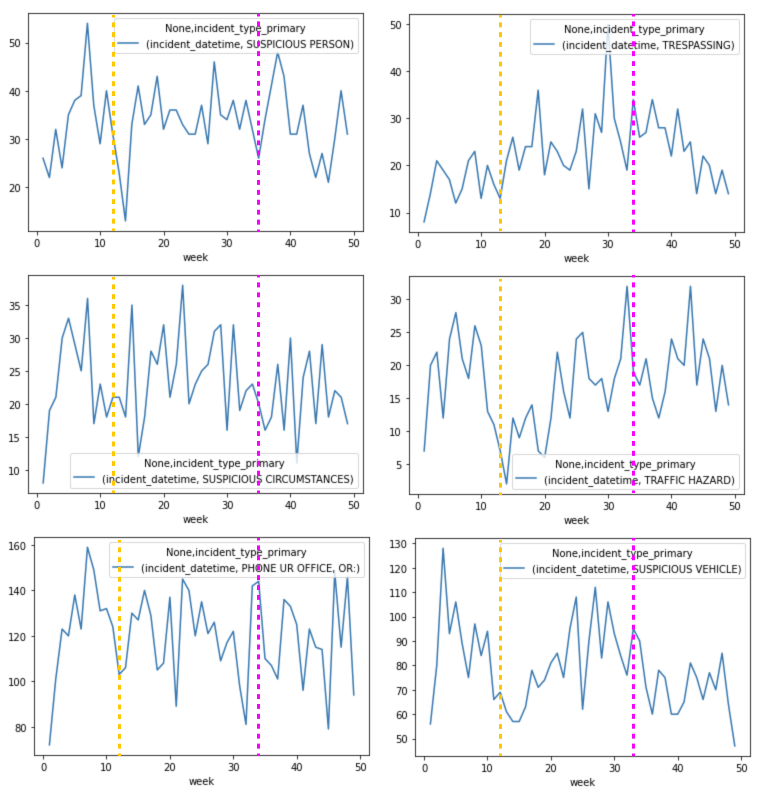 None,incident_type_primary
(incident_datetime, SUSPICIOUS PERSON)
50
40
30
20
0 10 20 30 40 50
week
None,incident_type_primary
(incident_datetime, TRESPASSING)
50
40
30
20
10
0 10 20 30 40 50
week
35
30
25
20
15
10
None,incident_type_primary
(incident_datetime, SUSPICIOUS CIRCUMSTANCES)
0 10 20 30 40 50
week
30
25
20
15
10
5
None,incident_type_primary
(incident_datetime, TRAFFIC HAZARD)
0 10 20 30 40 50
week
160
None,incident_type_primary
(incident_datetime, PHONE UR OFFICE, OR:)
140
120
100
80
0 10 20 30 40 50
week
130
None,incident_type_primary
(incident_datetime, SUSPICIOUS VEHICLE)
120
110
100
90
80
70
60
50
0 10 20 30 40 50
week